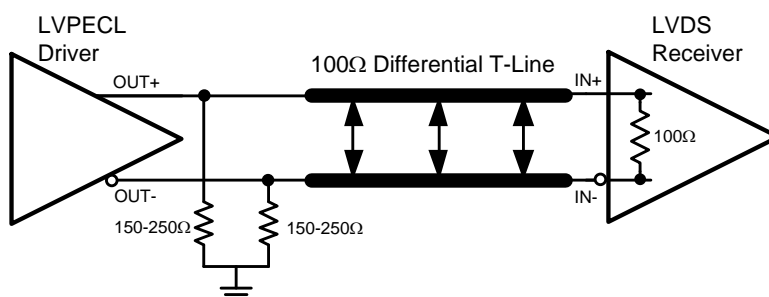 LVPECL
Driver
LVDS
Receiver
100Ω Differential T-Line
OUT+
IN+
100Ω
OUT-
IN-
150-250Ω
150-250Ω